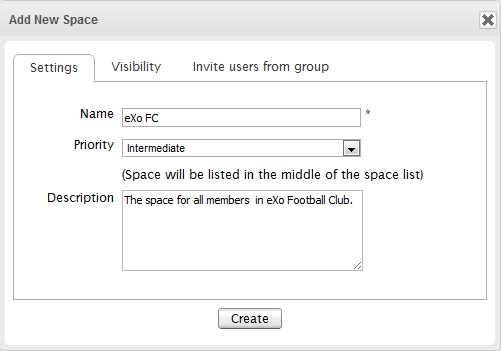 Add New Space
Settings
Visibility
Invite users from group
Name
eXo FC
*
Priority
Intermediate
(Space will be listed in the middle of the space list)
Description
The space for all members in eXo Football Club.
Create